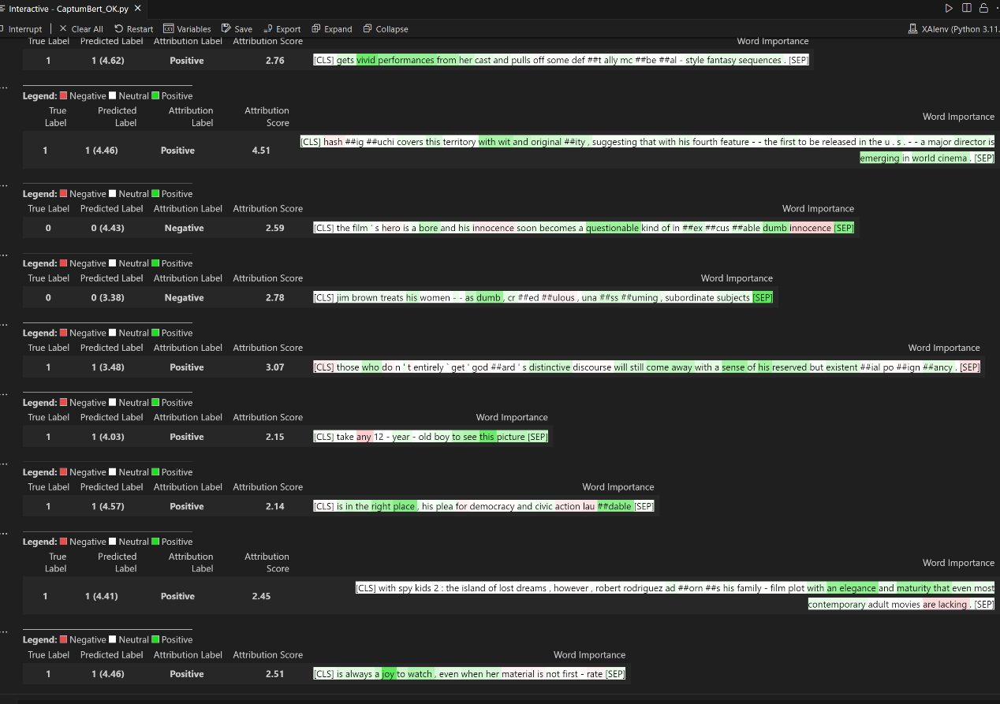 Interactive - CaptumBert_OK.py ×
Interrupt | × Clear All Restart Variables Save Export Expand Collapse XAIenv (Python 3.11.
True Label Predicted Label Attribution Label Attribution Score Word Importance
1 1 (4.62) Positive 2.76 [CLS] gets vivid performances from her cast and pulls off some def ##t ally mc ##be ##al - style fantasy sequences . [SEP]
Legend: Negative Neutral Positive
True Label Predicted Label Attribution Label Attribution Score Word Importance
1 1 (4.46) Positive 4.51 [CLS] hash ##ig ##uchi covers this territory with wit and original ##ity , suggesting that with his fourth feature - - the first to be released in the u . s . - - a major director is
emerging in world cinema . [SEP]
Legend: Negative Neutral Positive
True Label Predicted Label Attribution Label Attribution Score Word Importance
0 0 (4.43) Negative 2.59 [CLS] the film ' s hero is a bore and his innocence soon becomes a questionable kind of in ##ex ##cus ##able dumb innocence [SEP]
Legend: Negative Neutral Positive
True Label Predicted Label Attribution Label Attribution Score Word Importance
0 0 (3.38) Negative 2.78 [CLS] jim brown treats his women - - as dumb , cr ##ed ##ulous , una ##ss ##uming , subordinate subjects [SEP]
Legend: Negative Neutral Positive
True Label Predicted Label Attribution Label Attribution Score Word Importance
1 1 (3.48) Positive 3.07 [CLS] those who do n ' t entirely ` get ' god ##ard ' s distinctive discourse will still come away with a sense of his reserved but existent ##ial po ##ign ##ancy . [SEP]
Legend: Negative Neutral Positive
True Label Predicted Label Attribution Label Attribution Score Word Importance
1 1 (4.03) Positive 2.15 [CLS] take any 12 - year - old boy to see this picture [SEP]
Legend: Negative Neutral Positive
True Label Predicted Label Attribution Label Attribution Score Word Importance
1 1 (4.57) Positive 2.14 [CLS] is in the right place , his plea for democracy and civic action lau ##dable [SEP]
Legend: Negative Neutral Positive
True Label Predicted Label Attribution Label Attribution Score Word Importance
1 1 (4.41) Positive 2.45 [CLS] with spy kids 2 : the island of lost dreams , however , robert rodriguez ad ##orn ##s his family - film plot with an elegance and maturity that even most
contemporary adult movies are lacking . [SEP]
Legend: Negative Neutral Positive
True Label Predicted Label Attribution Label Attribution Score Word Importance
1 1 (4.46) Positive 2.51 [CLS] is always a joy to watch , even when her material is not first - rate [SEP]